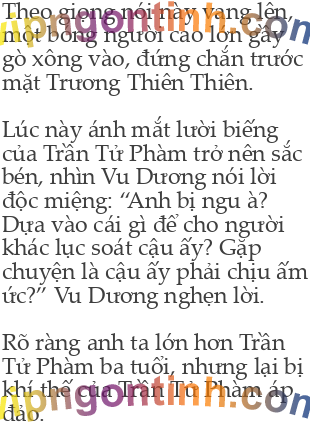 Theo giọng nói này vang lên,
một bóng người cao lớn gầy
gò xông vào, đứng chắn trước
mặt Trương Thiên Thiên.
Lúc này ánh mắt lười biếng
của Trần Tử Phàm trở nên sắc
bén, nhìn Vu Dương nói lời
độc miệng: “Anh bị ngu à?
Dựa vào cái gì để cho người
khác lục soát cậu ấy? Gặp
chuyện là cậu ấy phải chịu ấm
ức?” Vu Dương nghẹn lời.
Rõ ràng anh ta lớn hơn Trần
Tử Phàm ba tuổi, nhưng lại bị
khí thế của Trần Tử Phàm áp
đảo.